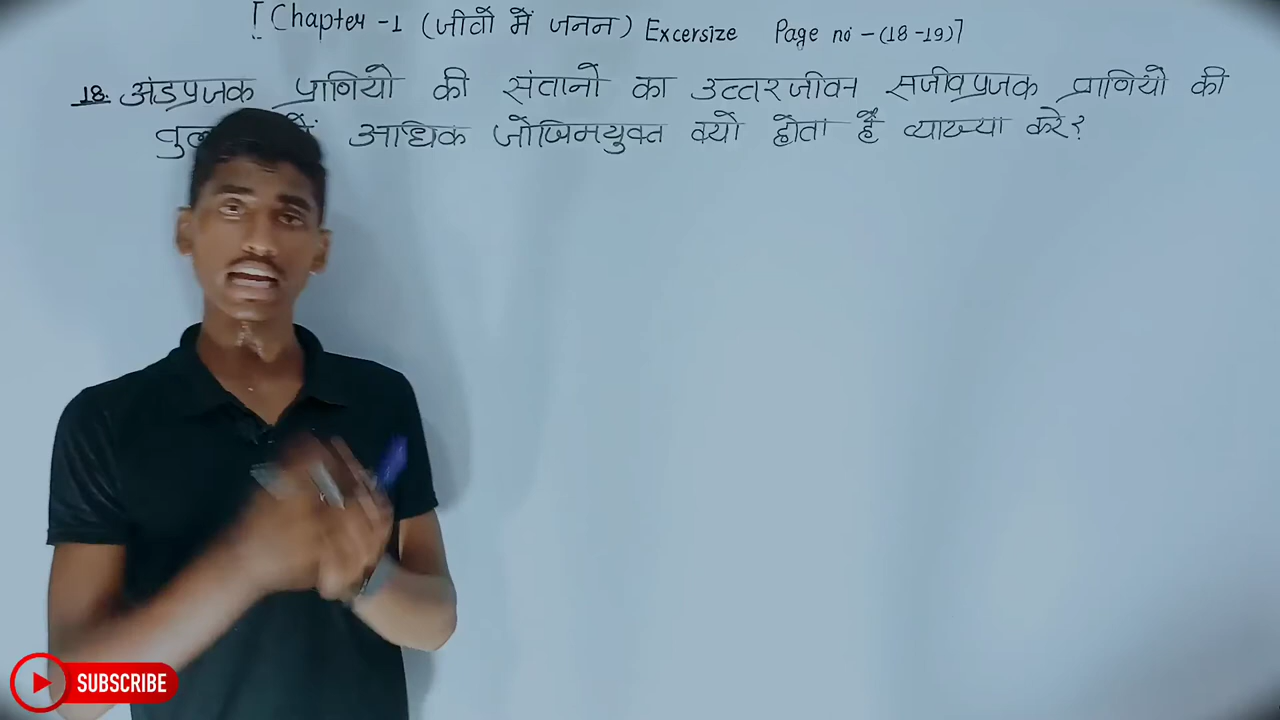 [ Chapter -1 (जीवो में जनन) Excersize Page no - (18-19)]
18. अंडप्रजक प्राणियो की संतानो का उत्तरजीवन सजीवप्रजक प्राणियो की
आधिक जोखिमयुक्त क्यो होता है व्याख्या करे?
SUBSCRIBE